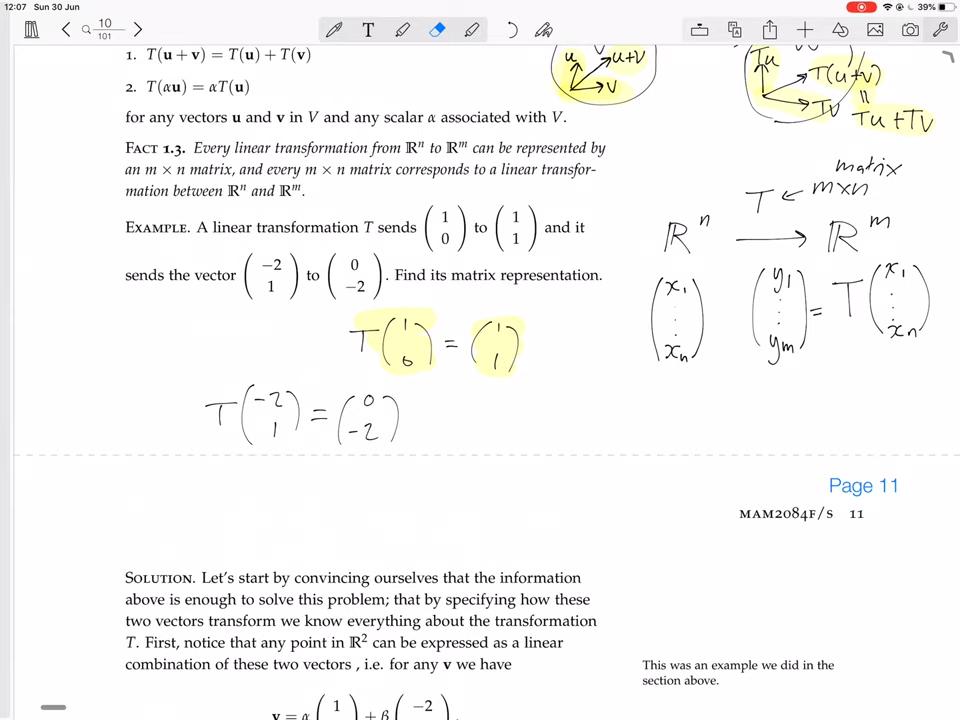 12:07 Sun 30 Jun
39%
10
101
T
1. T(u + v) = T(u) + T(v)
2. T(αu) = αT(u)
for any vectors u and v in V and any scalar α associated with V.
FACT 1.3. Every linear transformation from ℝⁿ to ℝᵐ can be represented by
an m × n matrix, and every m × n matrix corresponds to a linear transfor-
mation between ℝⁿ and ℝᵐ.
EXAMPLE. A linear transformation T sends (1 0) to (1 1) and it
sends the vector (−2 1) to (0 −2). Find its matrix representation.
T(1 0) = (1 1)
T(-2 1) = (0 -2)
u
u+v
v
Tu
T(u+v)
Tv
=
Tu + Tv
matrix
T ← m×n
ℝⁿ → ℝᵐ
(x₁ ⋮ xₙ) (y₁ ⋮ yₘ) = T(x₁ ⋮ xₙ)
Page 11
MAM2084F/S 11
SOLUTION. Let's start by convincing ourselves that the information
above is enough to solve this problem; that by specifying how these
two vectors transform we know everything about the transformation
T. First, notice that any point in ℝ² can be expressed as a linear
combination of these two vectors , i.e. for any v we have
This was an example we did in the
section above.
v = α(1 + β(−2